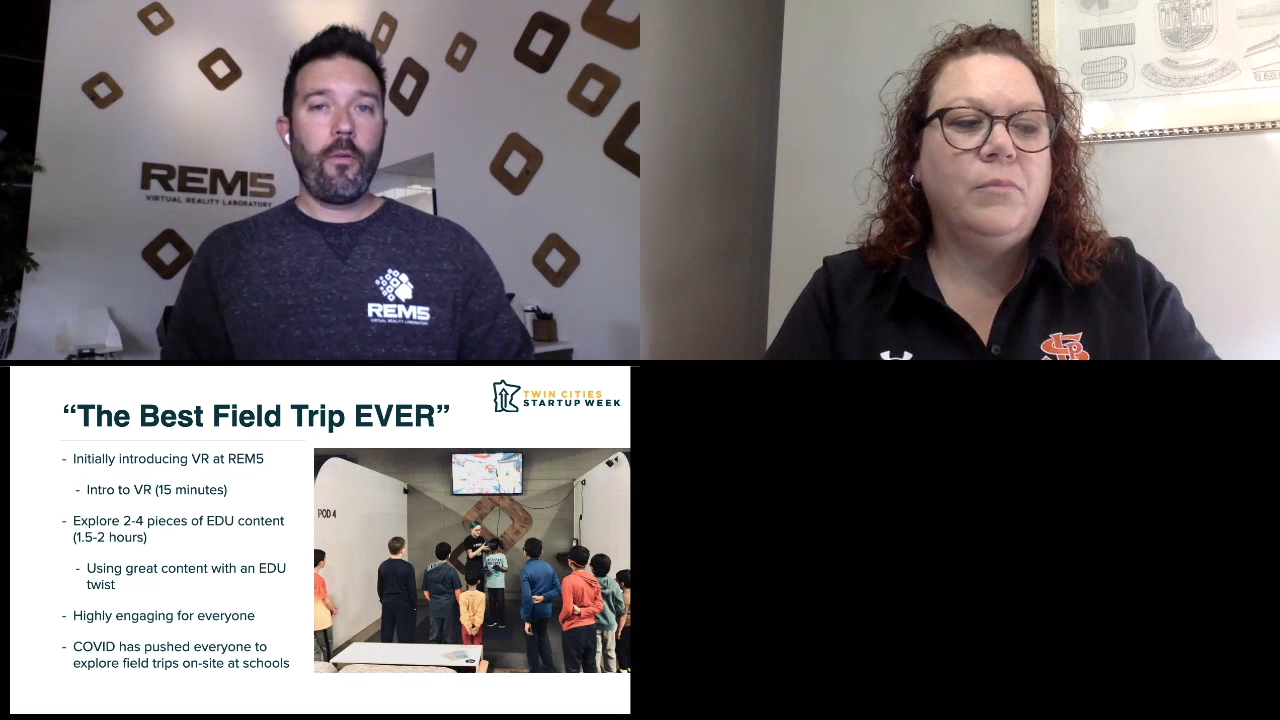 REM5
VIRTUAL REALITY LABORATORY
REM5
VIRTUAL REALITY LABORATORY
“The Best Field Trip EVER”
TWIN CITIES
STARTUP WEEK
- Initially introducing VR at REM5
- Intro to VR (15 minutes)
- Explore 2-4 pieces of EDU content
(1.5-2 hours)
- Using great content with an EDU
twist
- Highly engaging for everyone
- COVID has pushed everyone to
explore field trips on-site at schools
POD 4